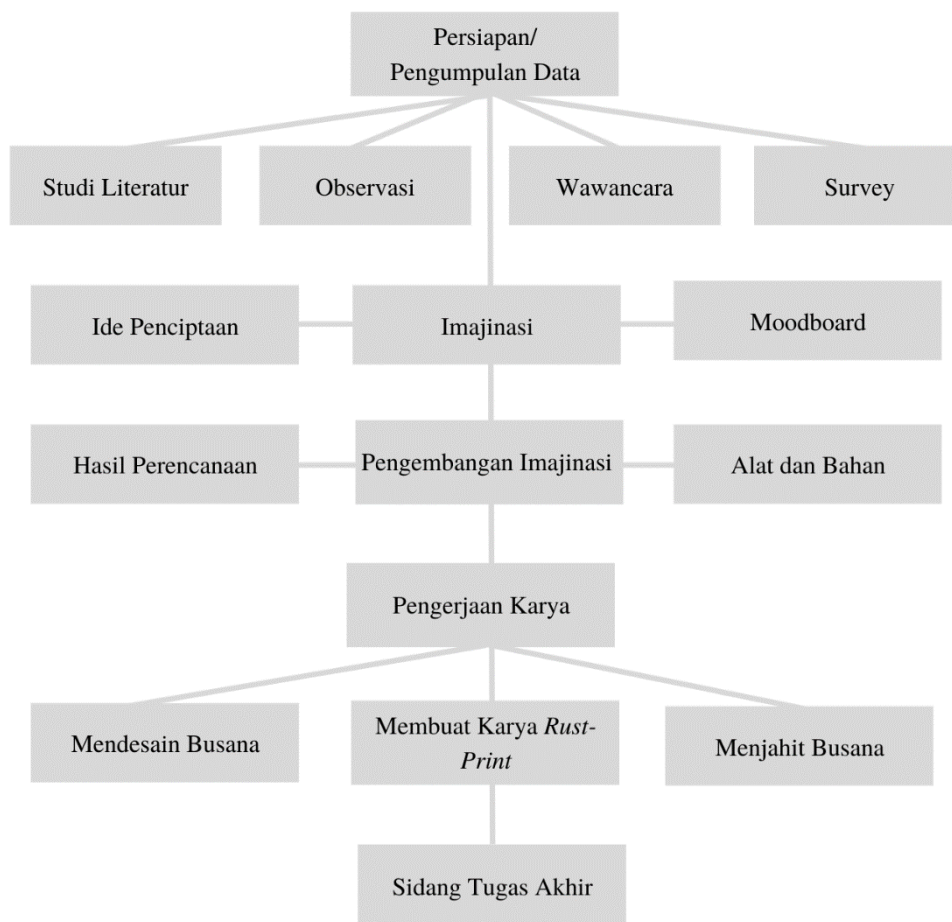 Persiapan/
Pengumpulan Data
Studi Literatur
Observasi
Wawancara
Survey
Ide Penciptaan
Imajinasi
Moodboard
Hasil Perencanaan
Pengembangan Imajinasi
Alat dan Bahan
Pengerjaan Karya
Mendesain Busana
Membuat Karya Rust-
Print
Menjahit Busana
Sidang Tugas Akhir